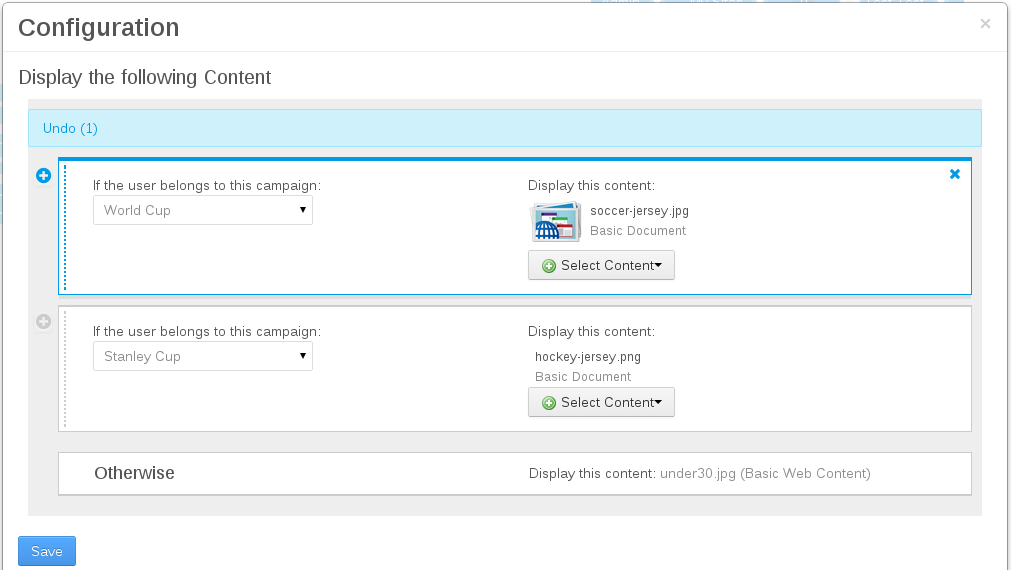 Configuration
×
Display the following Content
Undo (1)
If the user belongs to this campaign:
World Cup
Display this content:
soccer-jersey.jpg
Basic Document
Select Content
If the user belongs to this campaign:
Stanley Cup
Display this content:
hockey-jersey.png
Basic Document
Select Content
Otherwise
Display this content: under30.jpg (Basic Web Content)
Save